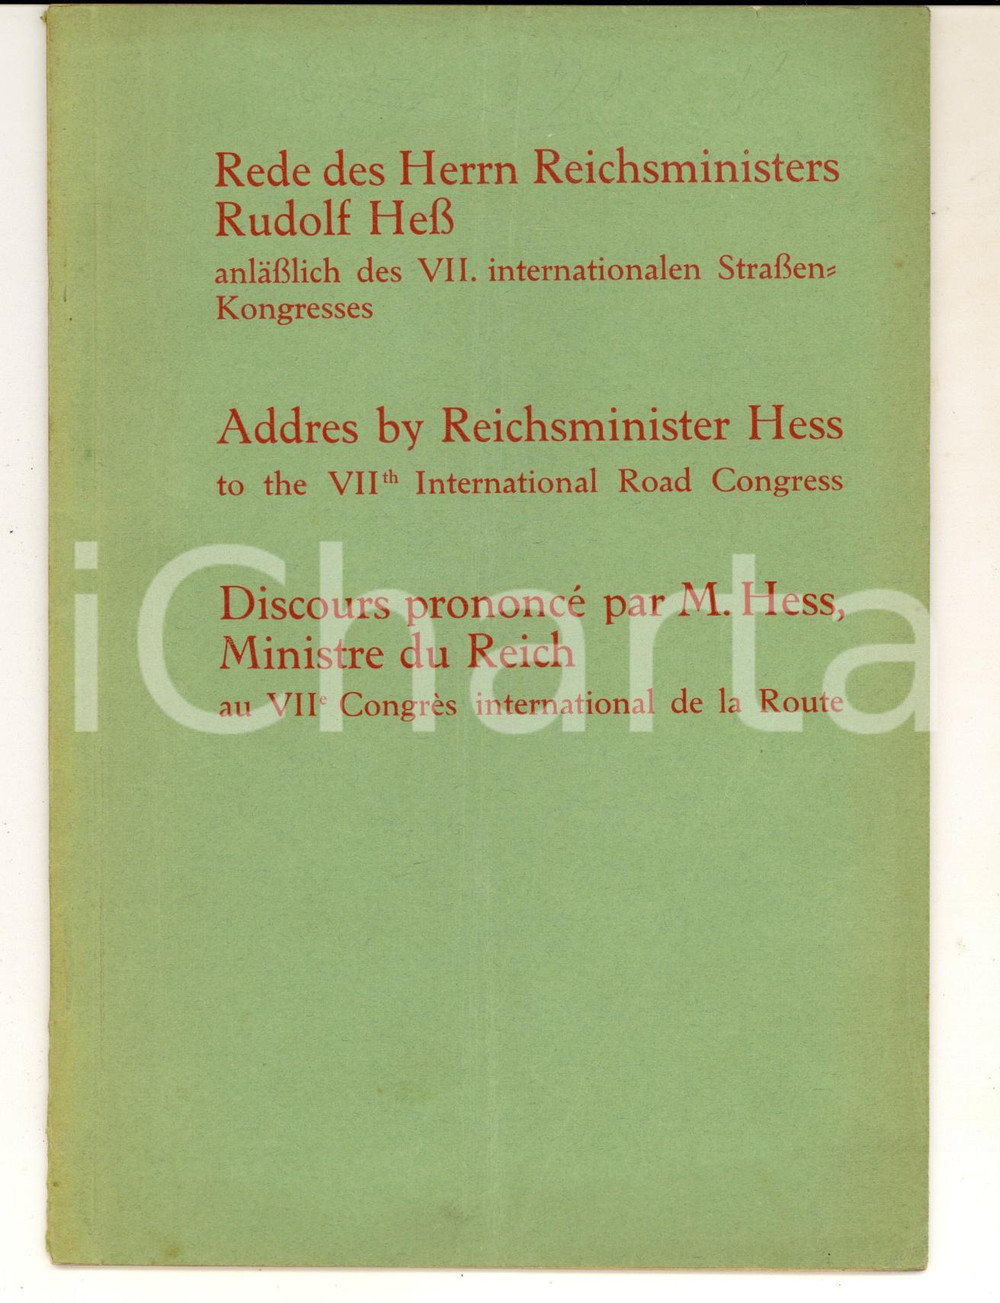 Rede des Herrn Reichsministers
Rudolf Heß
anläßlich des VII. internationalen Straßen=
Kongresses
Addres by Reichsminister Hess
to the VIIth International Road Congress
Discours prononcé par M. Hess,
Ministre du Reich
au VIIe Congrès international de la Route
iCharta